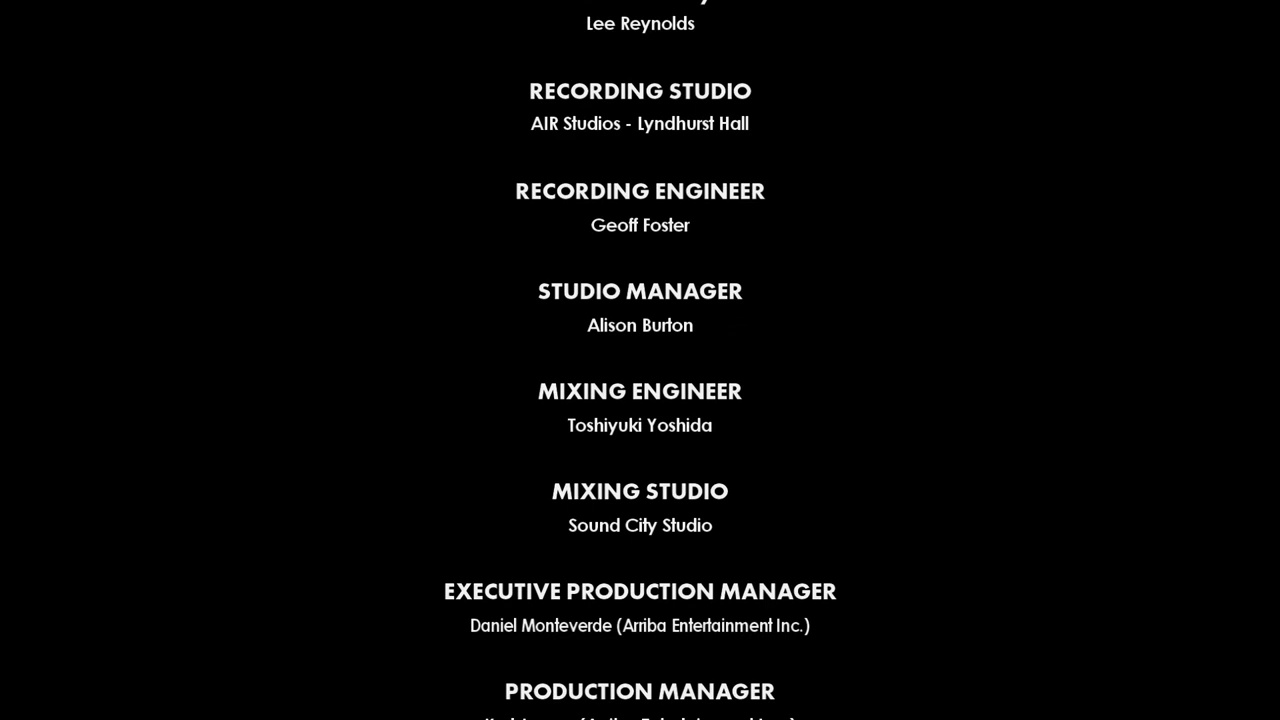 Lee Reynolds
RECORDING STUDIO
AIR Studios - Lyndhurst Hall
RECORDING ENGINEER
Geoff Foster
STUDIO MANAGER
Alison Burton
MIXING ENGINEER
Toshiyuki Yoshida
MIXING STUDIO
Sound City Studio
EXECUTIVE PRODUCTION MANAGER
Daniel Monteverde (Arriba Entertainment Inc.)
PRODUCTION MANAGER